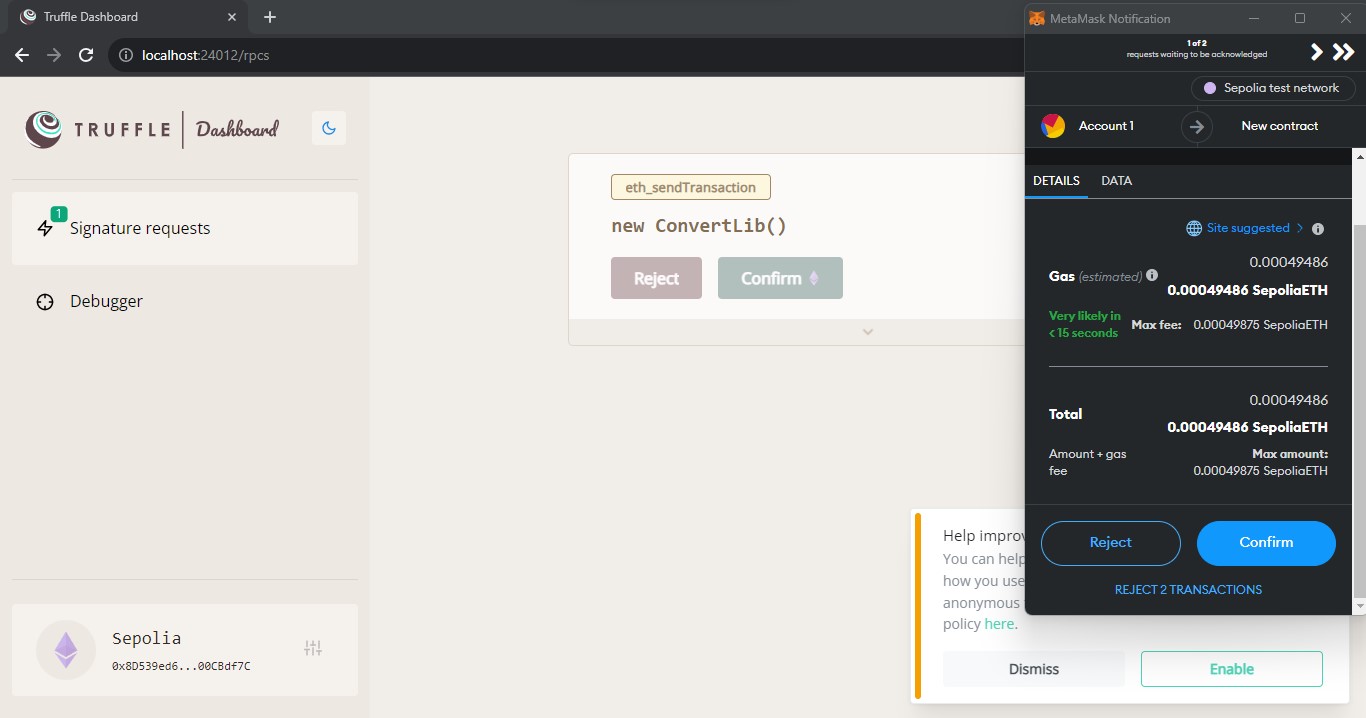 Truffle Dashboard
localhost:24012/rpcs
TRUFFLE Dashboard
1
Signature requests
Debugger
Sepolia
0x8D539ed6...00CBdf7C
eth_sendTransaction
new ConvertLib()
Reject
Confirm
Help improv
You can help
how you use
anonymous
policy here.
Dismiss
Enable
MetaMask Notification
1 of 2
requests waiting to be acknowledged
Sepolia test network
Account 1
New contract
DETAILS
DATA
Site suggested
0.00049486
Gas (estimated)
0.00049486 SepoliaETH
Very likely in
< 15 seconds
Max fee: 0.00049875 SepoliaETH
0.00049486
Total
0.00049486 SepoliaETH
Amount + gas
fee
Max amount:
0.00049875 SepoliaETH
Reject
Confirm
REJECT 2 TRANSACTIONS